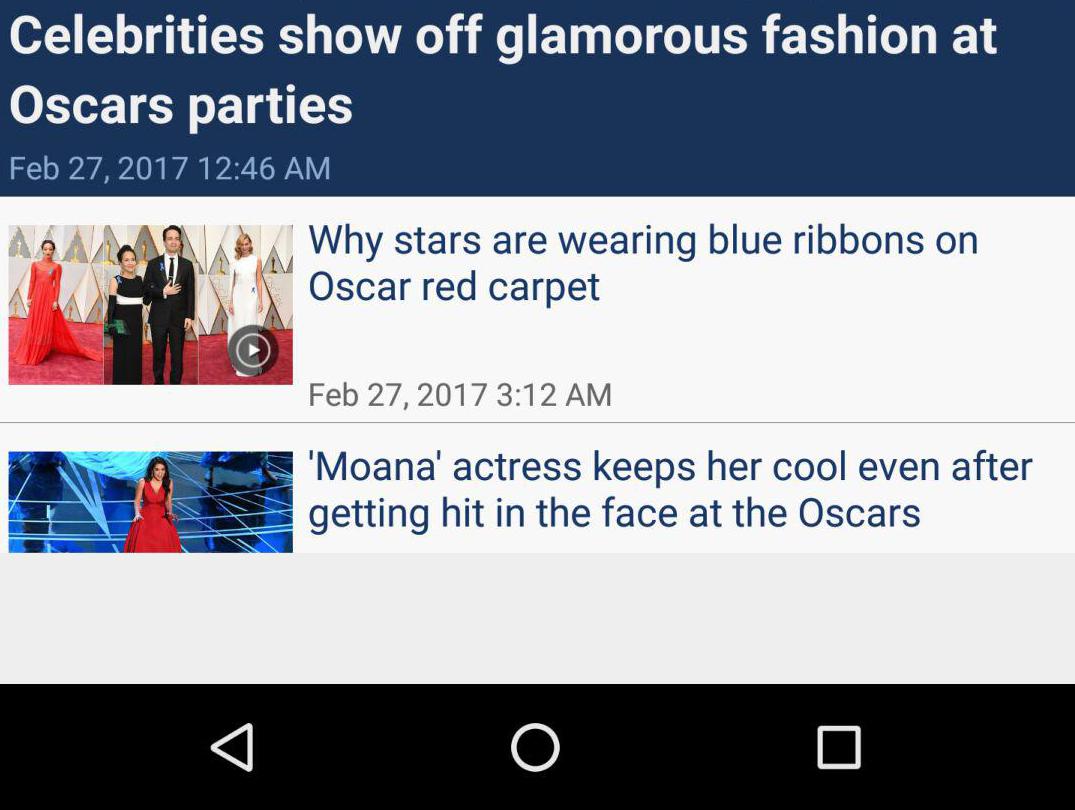 Celebrities show off glamorous fashion at
Oscars parties
Feb 27, 2017 12:46 AM
Why stars are wearing blue ribbons on
Oscar red carpet
Feb 27, 2017 3:12 AM
'Moana' actress keeps her cool even after
getting hit in the face at the Oscars